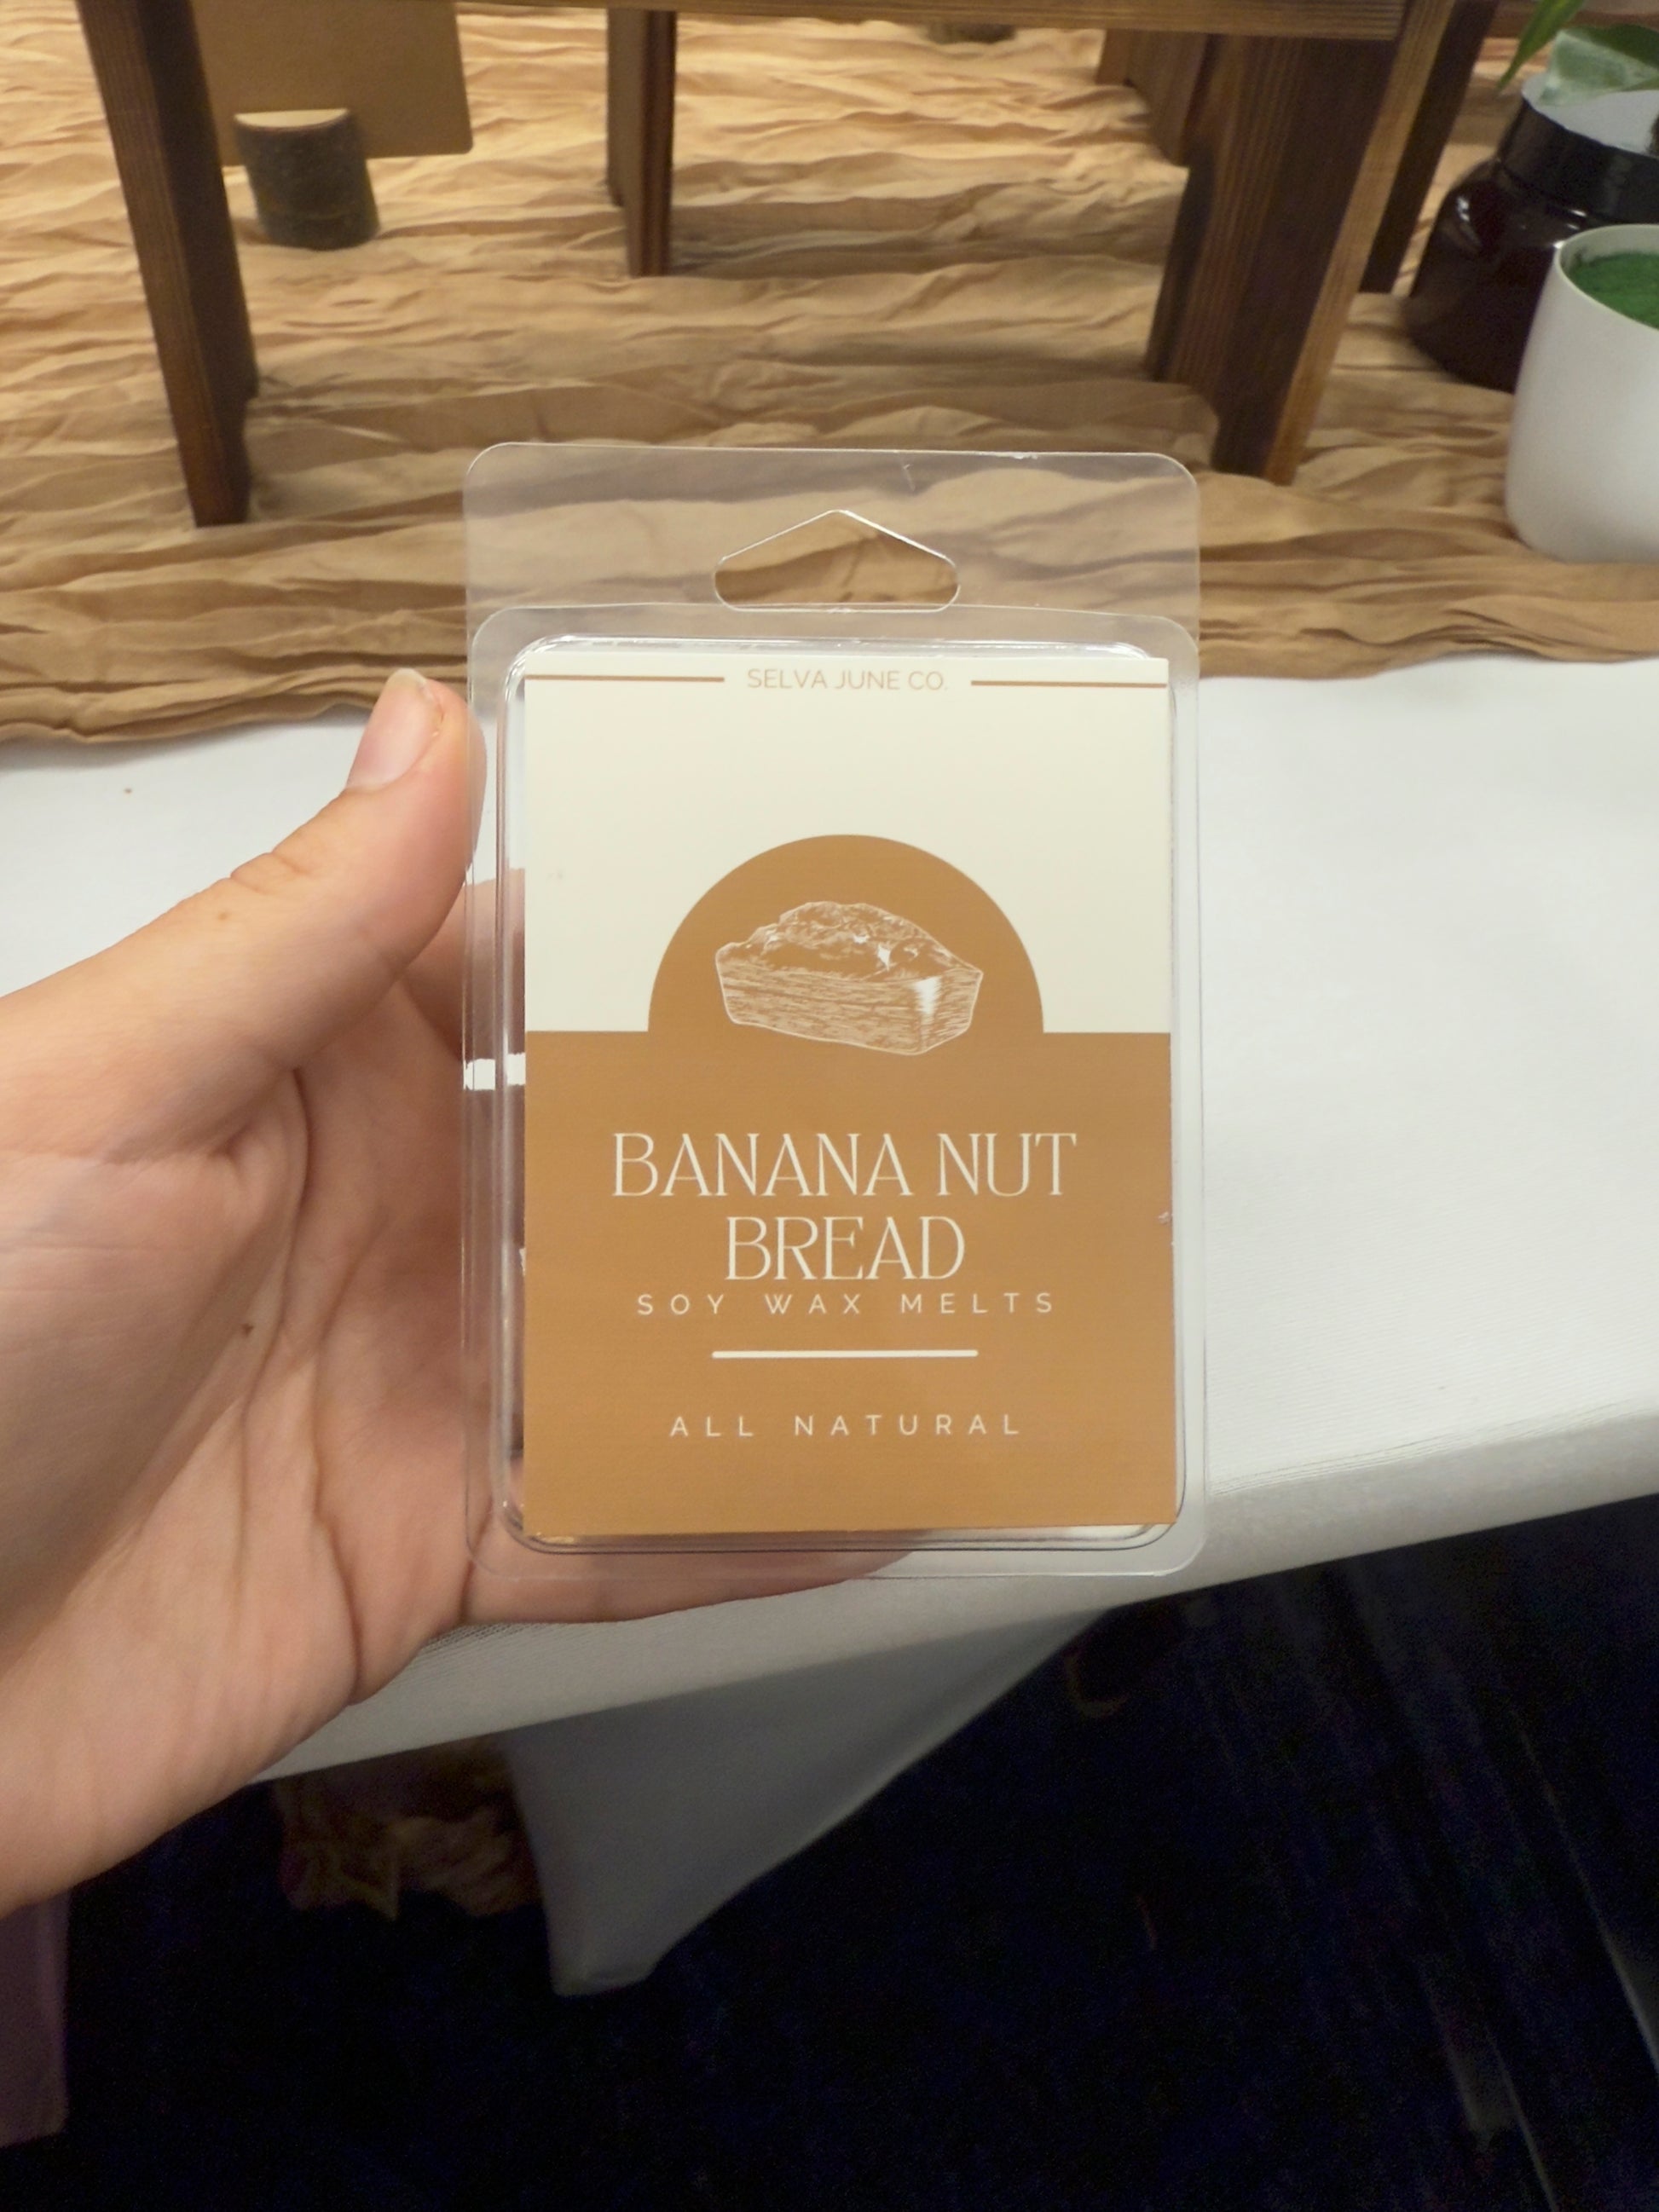 SELVA JUNE CO.
BANANA NUT
BREAD
SOY WAX MELTS
ALL NATURAL